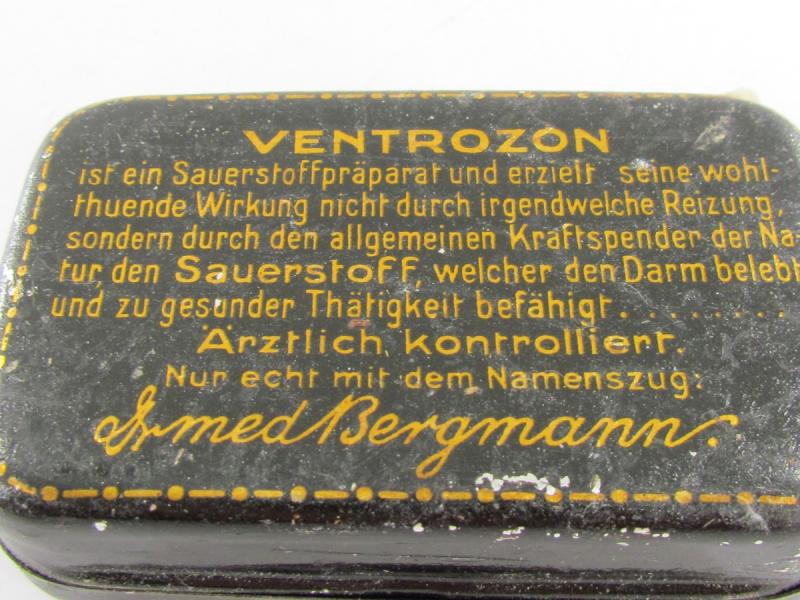 VENTROZON
ist ein Sauerstoffpräparat und erzielt seine wohl-
thuende Wirkung nicht durch irgendwelche Reizung,
sondern durch den allgemeinen Kraftspender der Na-
tur, den Sauerstoff, welcher den Darm belebt
und zu gesunder Thätigkeit befähigt........
Ärztlich kontrolliert.
Nur echt mit dem Namenszug:
Dr med Bergmann.